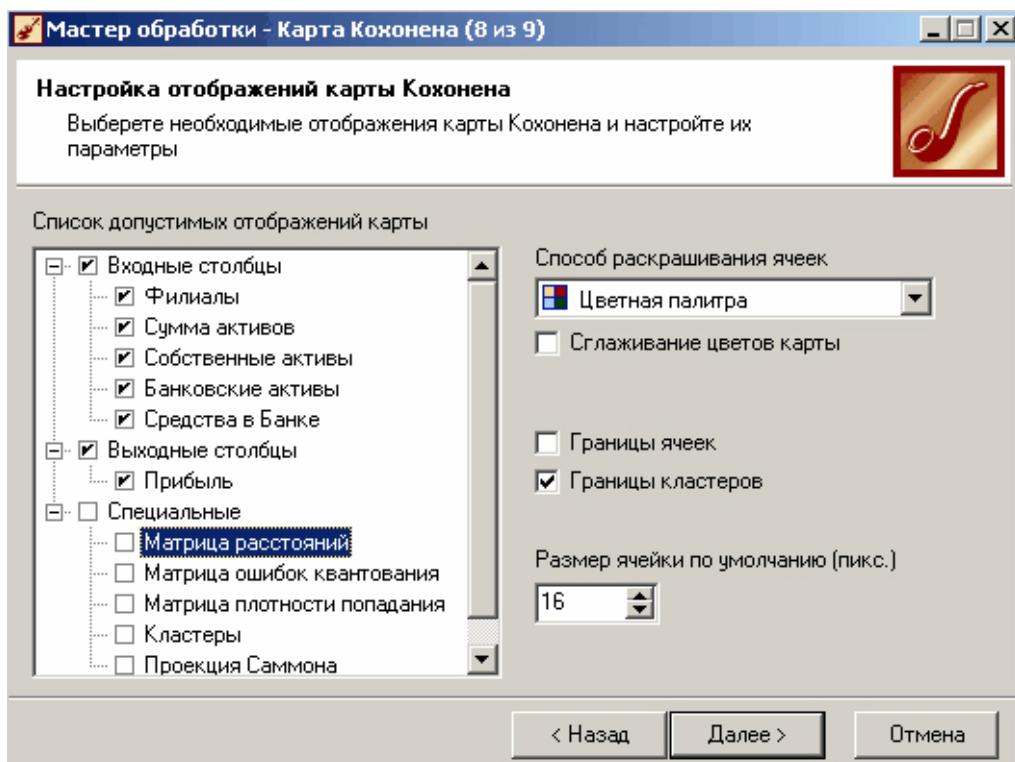 Мастер обработки - Карта Кохонена (8 из 9)
Настройка отображений карты Кохонена
Выберете необходимые отображения карты Кохонена и настройте их
параметры
Список допустимых отображений карты
Входные столбцы
Филиалы
Сумма активов
Собственные активы
Банковские активы
Средства в Банке
Выходные столбцы
Прибыль
Специальные
Матрица расстояний
Матрица ошибок квантования
Матрица плотности попадания
Кластеры
Проекция Саммона
Способ раскрашивания ячеек
Цветная палитра
Сглаживание цветов карты
Границы ячеек
Границы кластеров
Размер ячейки по умолчанию (пикс.)
16
< Назад
Далее >
Отмена